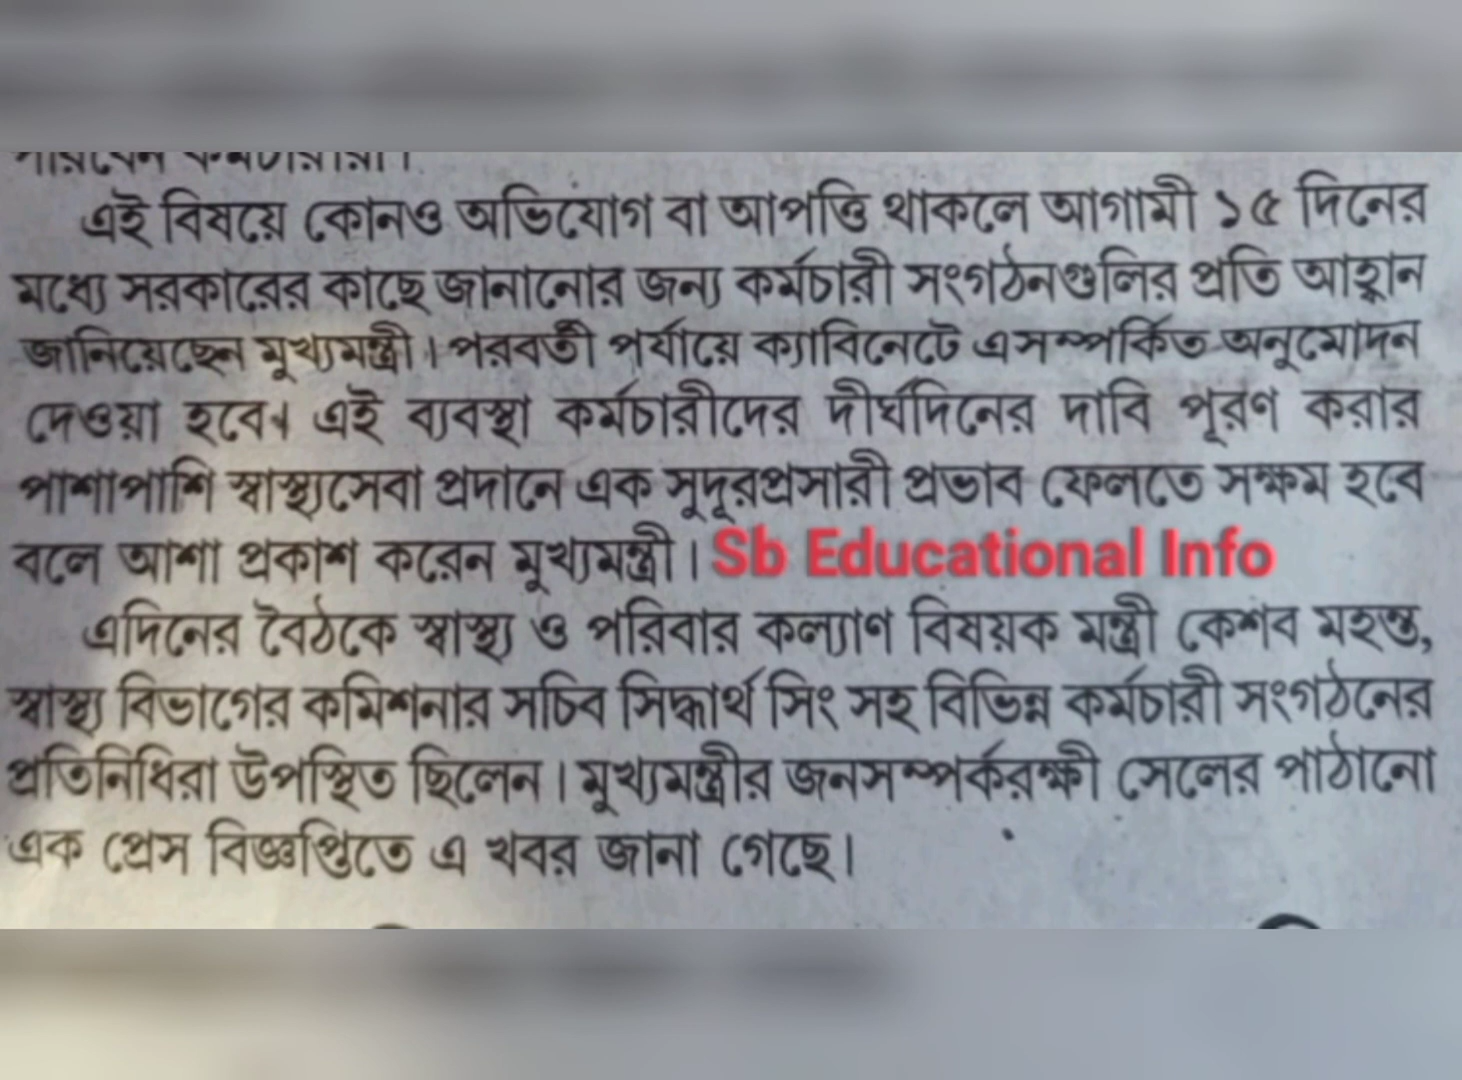 পারবেন কর্মচারীরা।
এই বিষয়ে কোনও অভিযোগ বা আপত্তি থাকলে আগামী ১৫ দিনের
মধ্যে সরকারের কাছে জানানোর জন্য কর্মচারী সংগঠনগুলির প্রতি আহ্বান
জানিয়েছেন মুখ্যমন্ত্রী। পরবর্তী পর্যায়ে ক্যাবিনেটে এসম্পর্কিত অনুমোদন
দেওয়া হবে। এই ব্যবস্থা কর্মচারীদের দীর্ঘদিনের দাবি পূরণ করার
পাশাপাশি স্বাস্থ্যসেবা প্রদানে এক সুদূরপ্রসারী প্রভাব ফেলতে সক্ষম হবে
বলে আশা প্রকাশ করেন মুখ্যমন্ত্রী। Sb Educational Info
এদিনের বৈঠকে স্বাস্থ্য ও পরিবার কল্যাণ বিষয়ক মন্ত্রী কেশব মহন্ত,
স্বাস্থ্য বিভাগের কমিশনার সচিব সিদ্ধার্থ সিং সহ বিভিন্ন কর্মচারী সংগঠনের
প্রতিনিধিরা উপস্থিত ছিলেন। মুখ্যমন্ত্রীর জনসম্পর্করক্ষী সেলের পাঠানো
এক প্রেস বিজ্ঞপ্তিতে এ খবর জানা গেছে।